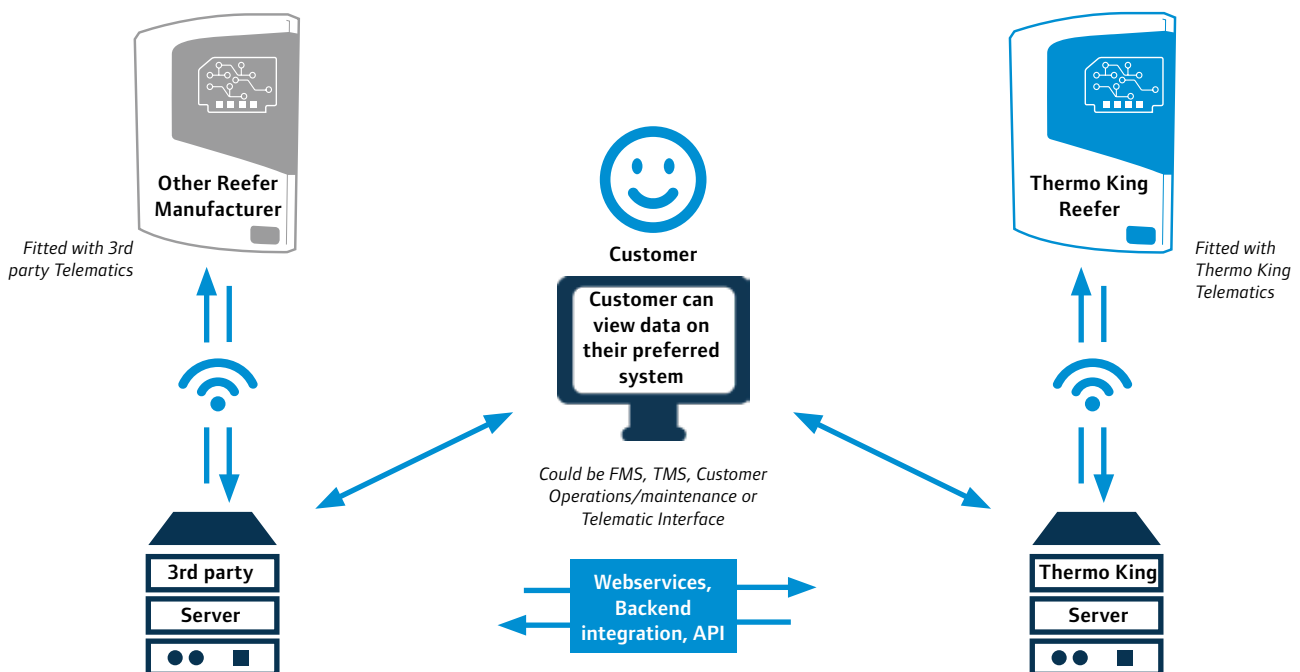 Other Reefer
Manufacturer
Fitted with 3rd
party Telematics
Customer
Customer can
view data on
their preferred
system
Could be FMS, TMS, Customer
Operations/maintenance or
Telematic Interface
Thermo King
Reefer
Fitted with
Thermo King
Telematics
3rd party
Server
Webservices,
Backend
integration, API
Thermo King
Server